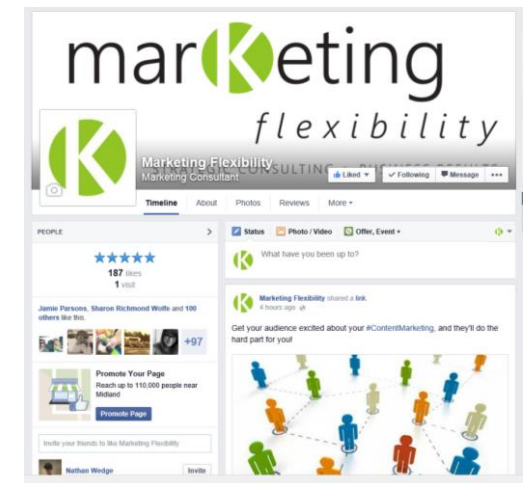 marKeting
flexibility
STRATEGIC CONSULTING BUSINESS RESULTS
Marketing Flexibility
Marketing Consultant
Liked Following Message
Timeline About Photos Reviews More
PEOPLE
187 likes
1 visit
Jamie Parsons, Sharon Richmond Wolfe and 100
others like this.
+97
Promote Your Page
Reach up to 110,000 people near
Midland
Promote Page
Invite your friends to like Marketing Flexibility
Nathan Wedge Invite
Status Photo / Video Offer, Event +
What have you been up to?
Marketing Flexibility shared a link.
4 hours ago
Get your audience excited about your #ContentMarketing, and they'll do the
hard part for you!